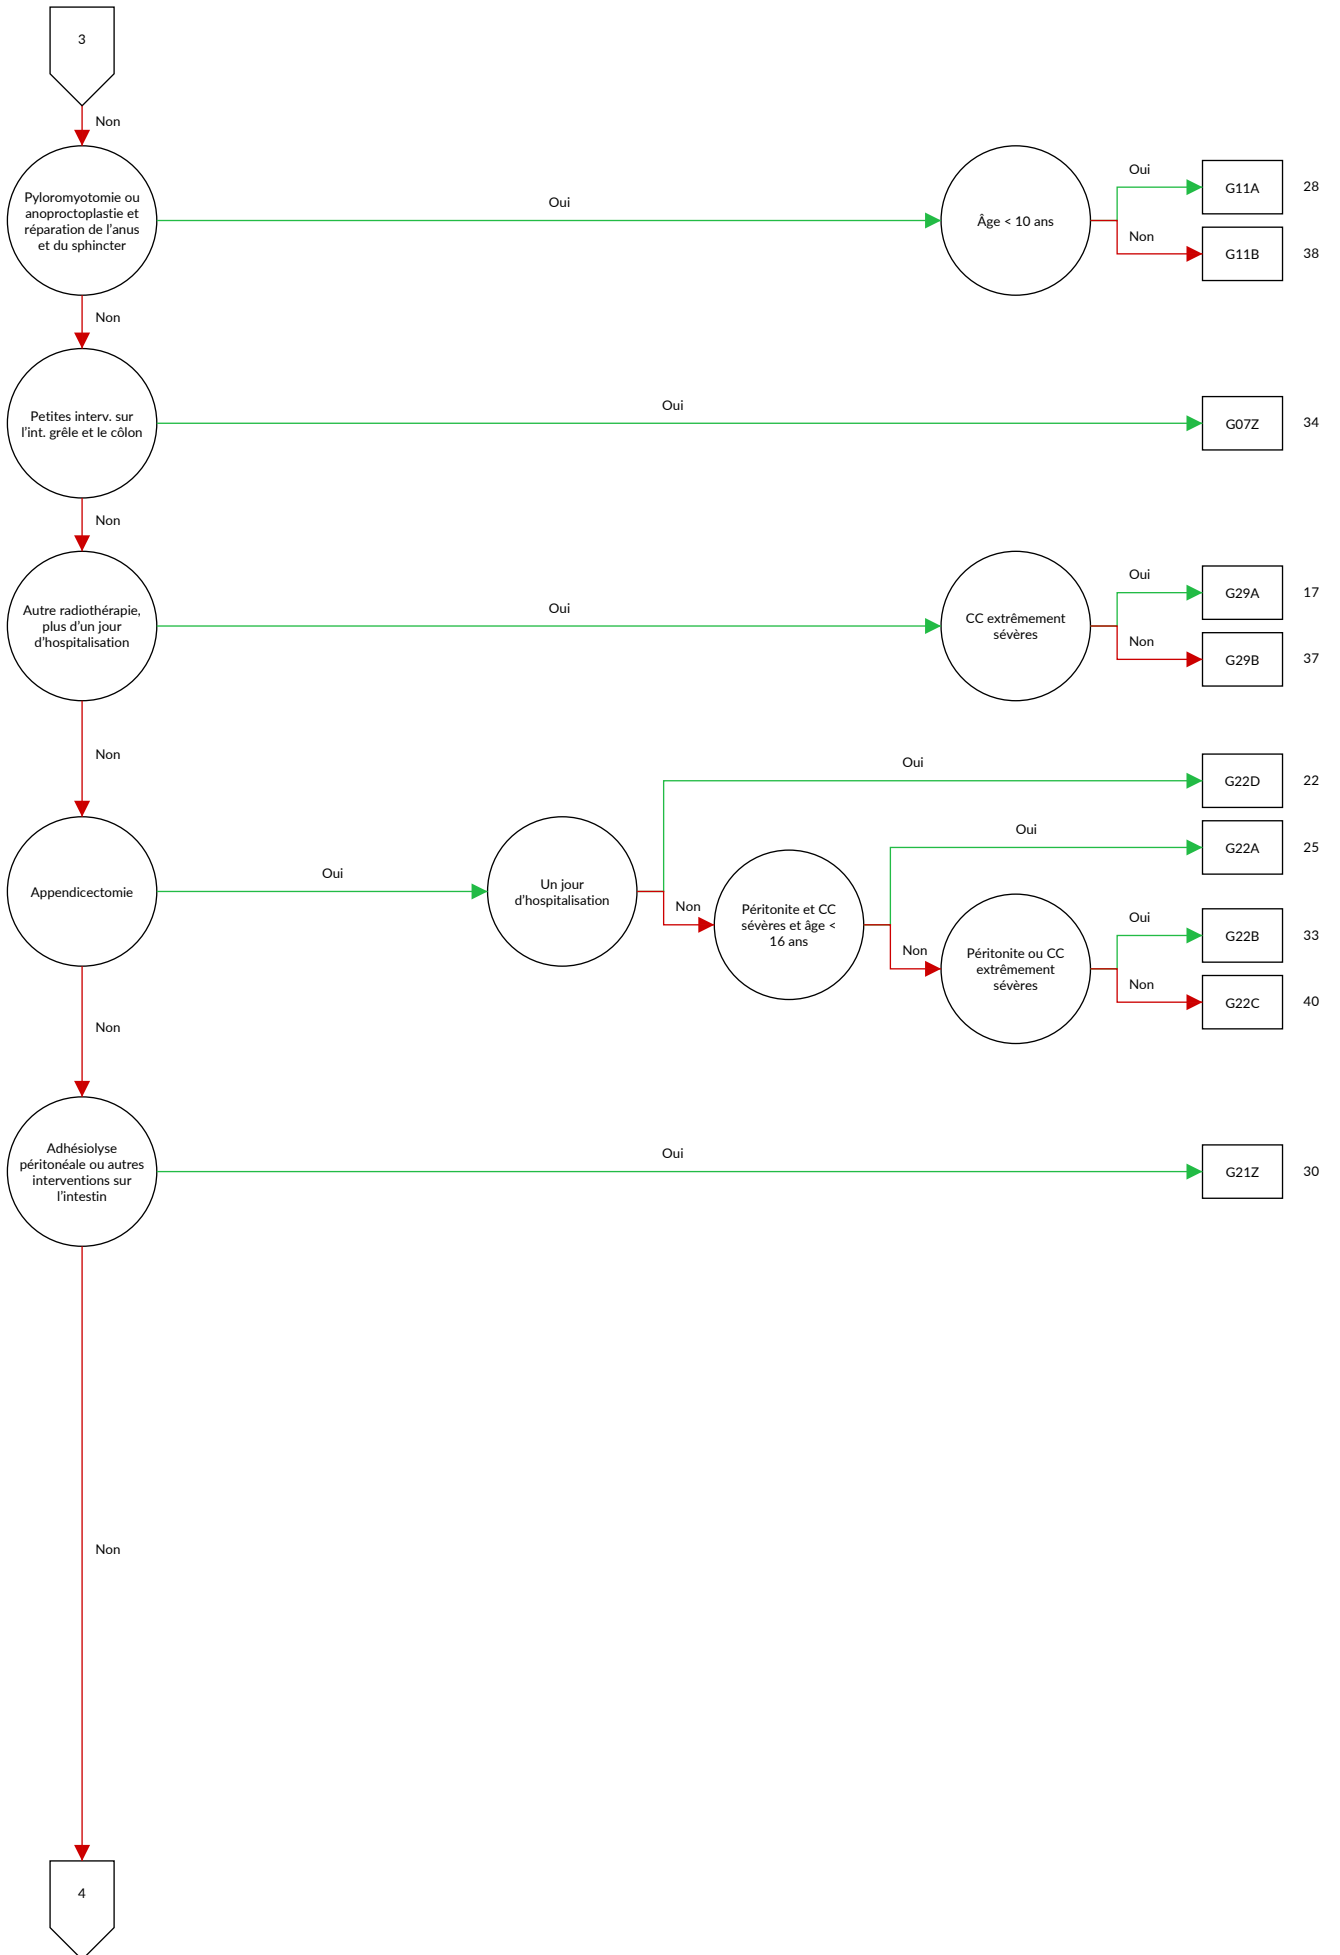 3
Non
Pyloromyotomie ou
anoproctoplastie et
réparation de l'anus
et du sphincter
Oui
Âge < 10 ans
Oui
G11A
28
Non
G11B
38
Non
Petites interv. sur
l'int. grêle et le côlon
Oui
G07Z
34
Non
Autre radiothérapie,
plus d'un jour
d'hospitalisation
Oui
CC extrêmement
sévères
Oui
G29A
17
Non
G29B
37
Non
Appendicectomie
Oui
Un jour
d'hospitalisation
Oui
G22D
22
Non
Péritonite et CC
sévères et âge <
16 ans
Oui
G22A
25
Non
Péritonite ou CC
extrêmement
sévères
Oui
G22B
33
Non
G22C
40
Non
Adhésiolyse
péritonéale ou autres
interventions sur
l'intestin
Oui
G21Z
30
Non
4